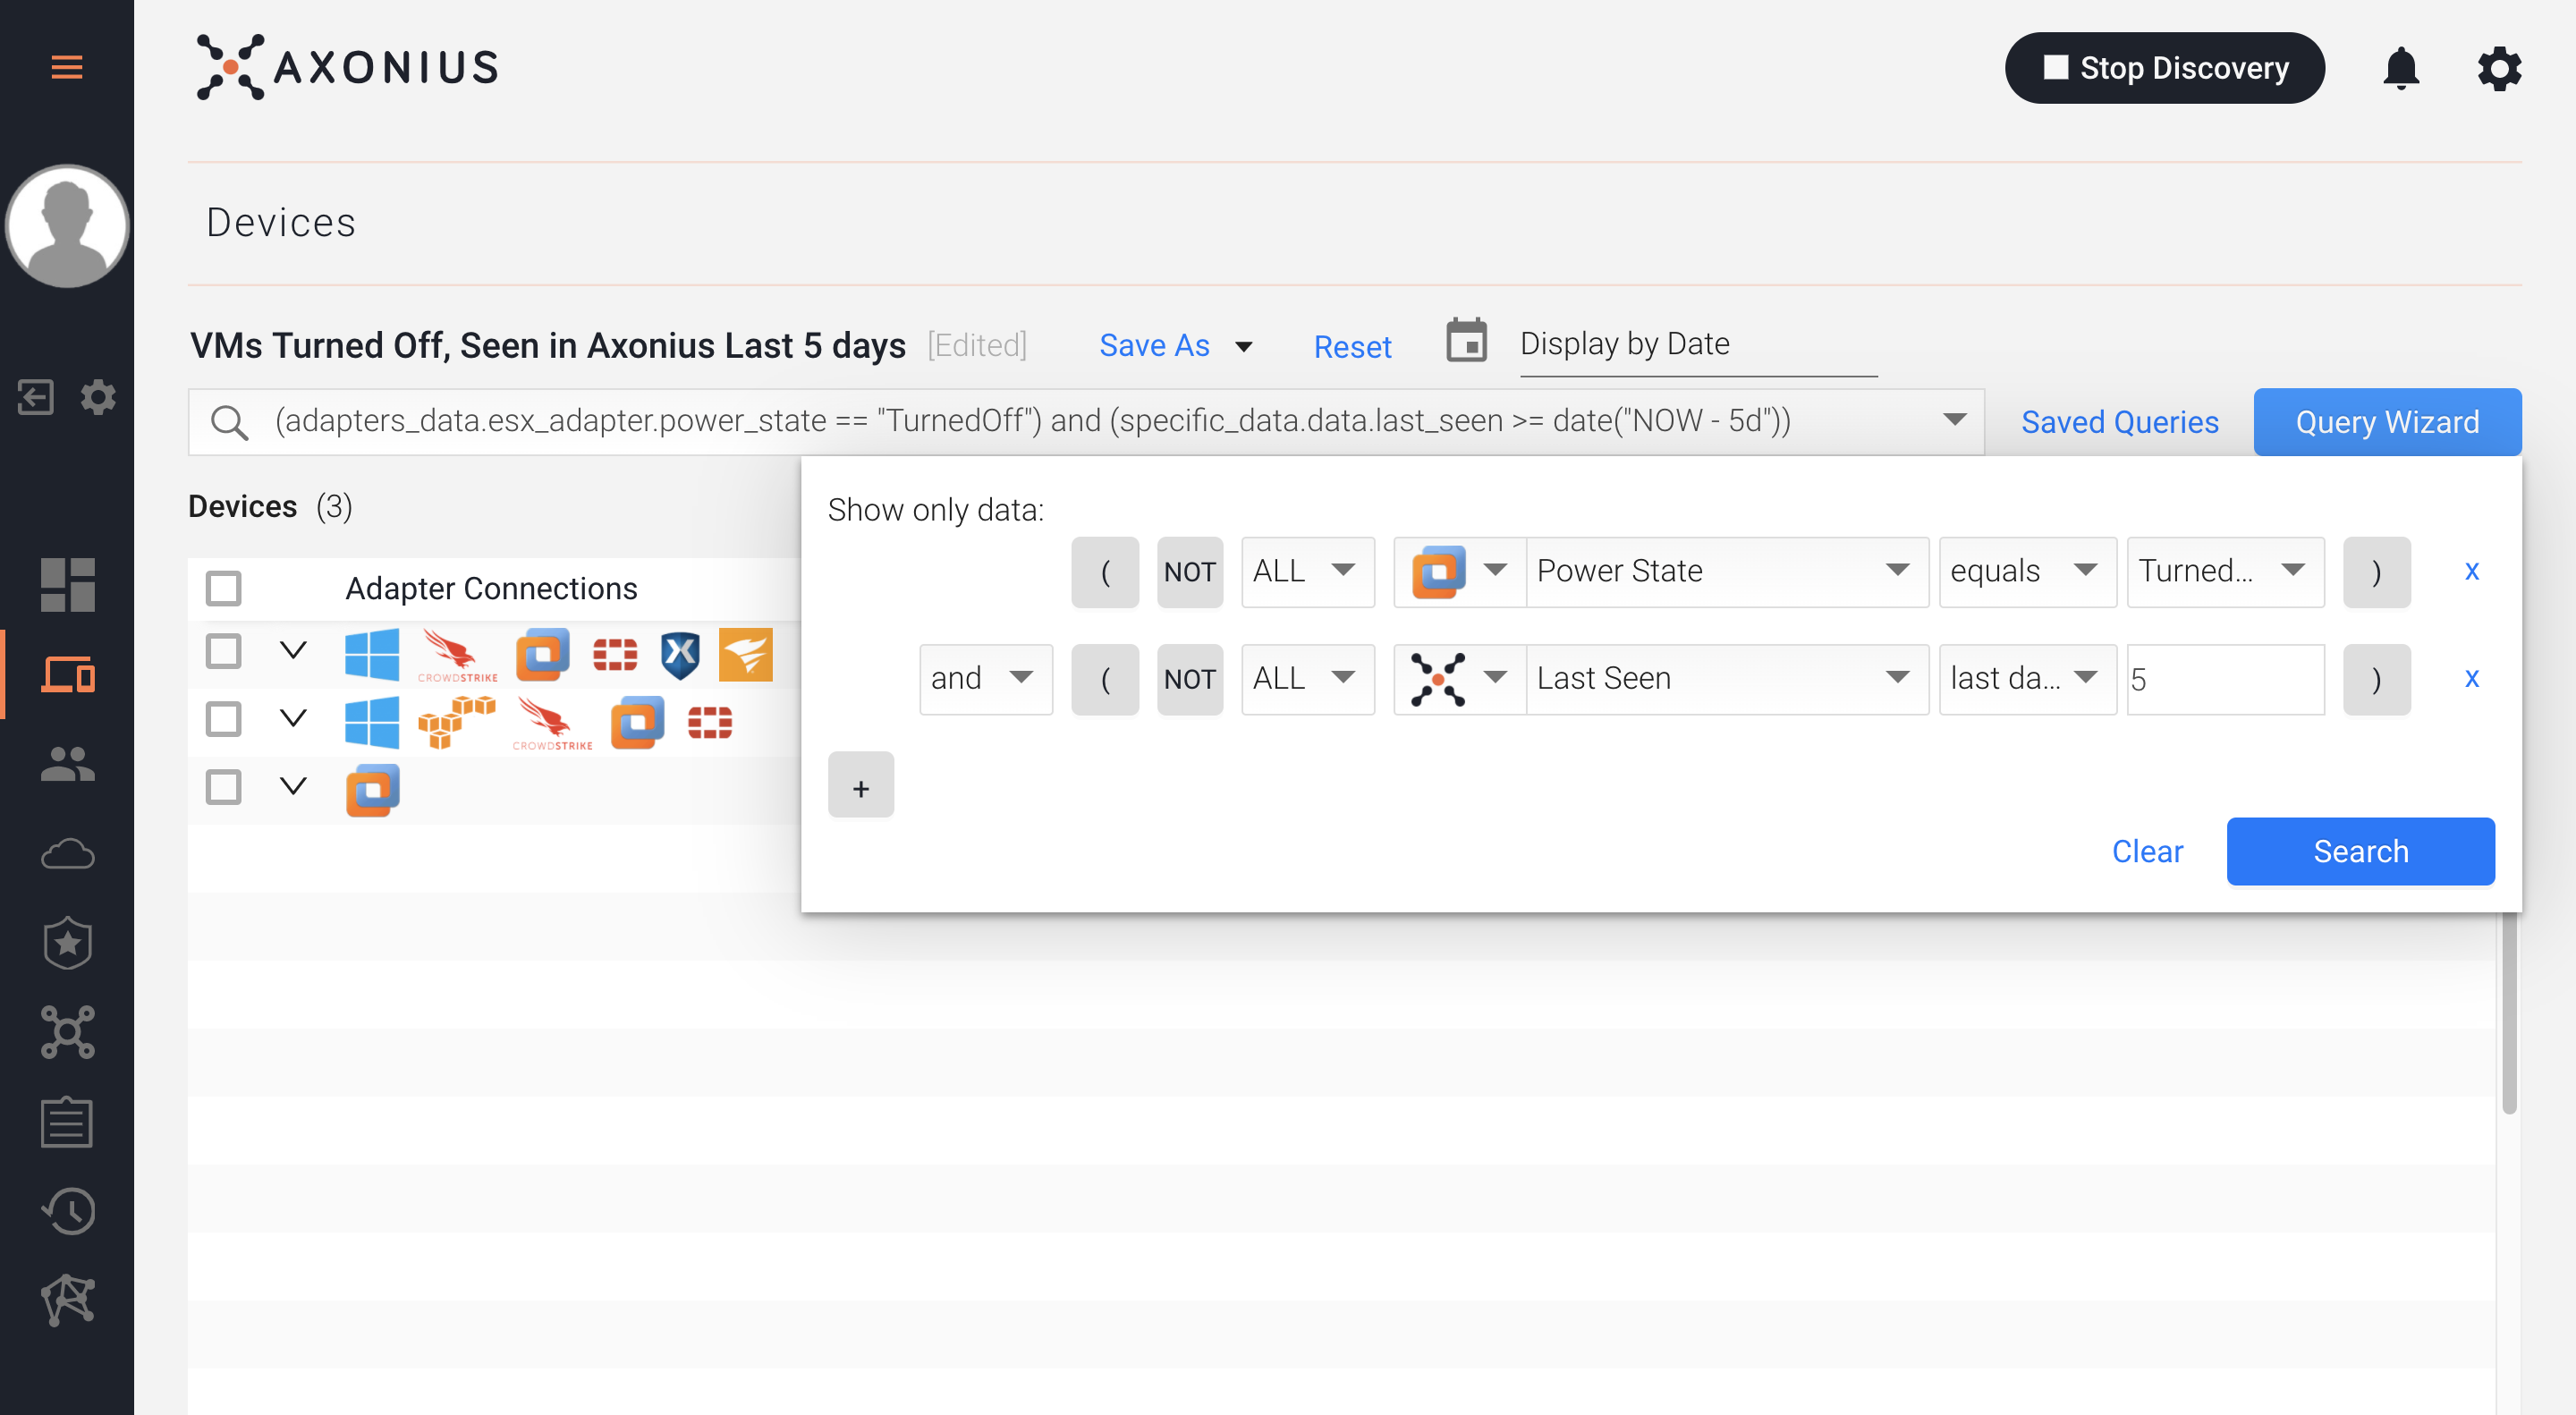 AXONIUS
Stop Discovery
Devices
VMs Turned Off, Seen in Axonius Last 5 days [Edited] Save As Reset Display by Date
(adapters_data.esx_adapter.power_state == "TurnedOff") and (specific_data.data.last_seen >= date("NOW - 5d")) Saved Queries Query Wizard
Devices (3)
Show only data:
( NOT ALL Power State equals Turned... ) x
Adapter Connections
and ( NOT ALL Last Seen last da... 5 ) x
CROWDSTRIKE
CROWDSTRIKE
+
Clear Search